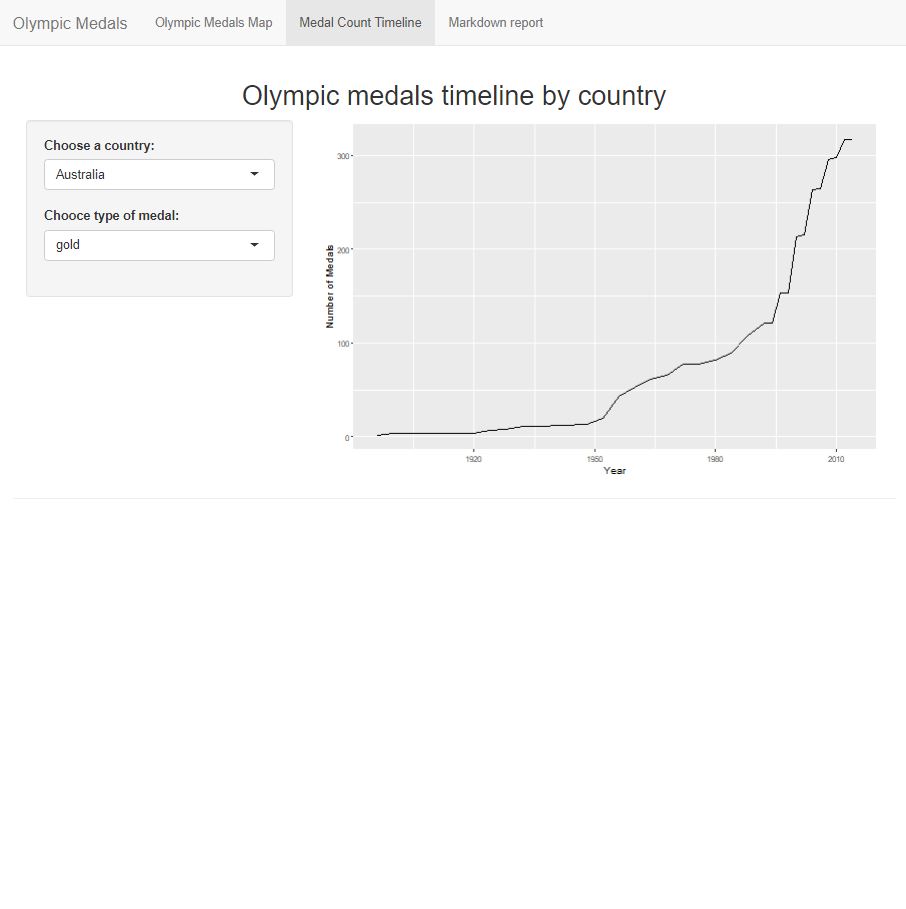 Olympic Medals Olympic Medals Map Medal Count Timeline Markdown report
Olympic medals timeline by country
Choose a country:
Australia
Chooce type of medal:
gold
Number of Medals
300
200
100
0
1920 1950 1980 2010
Year